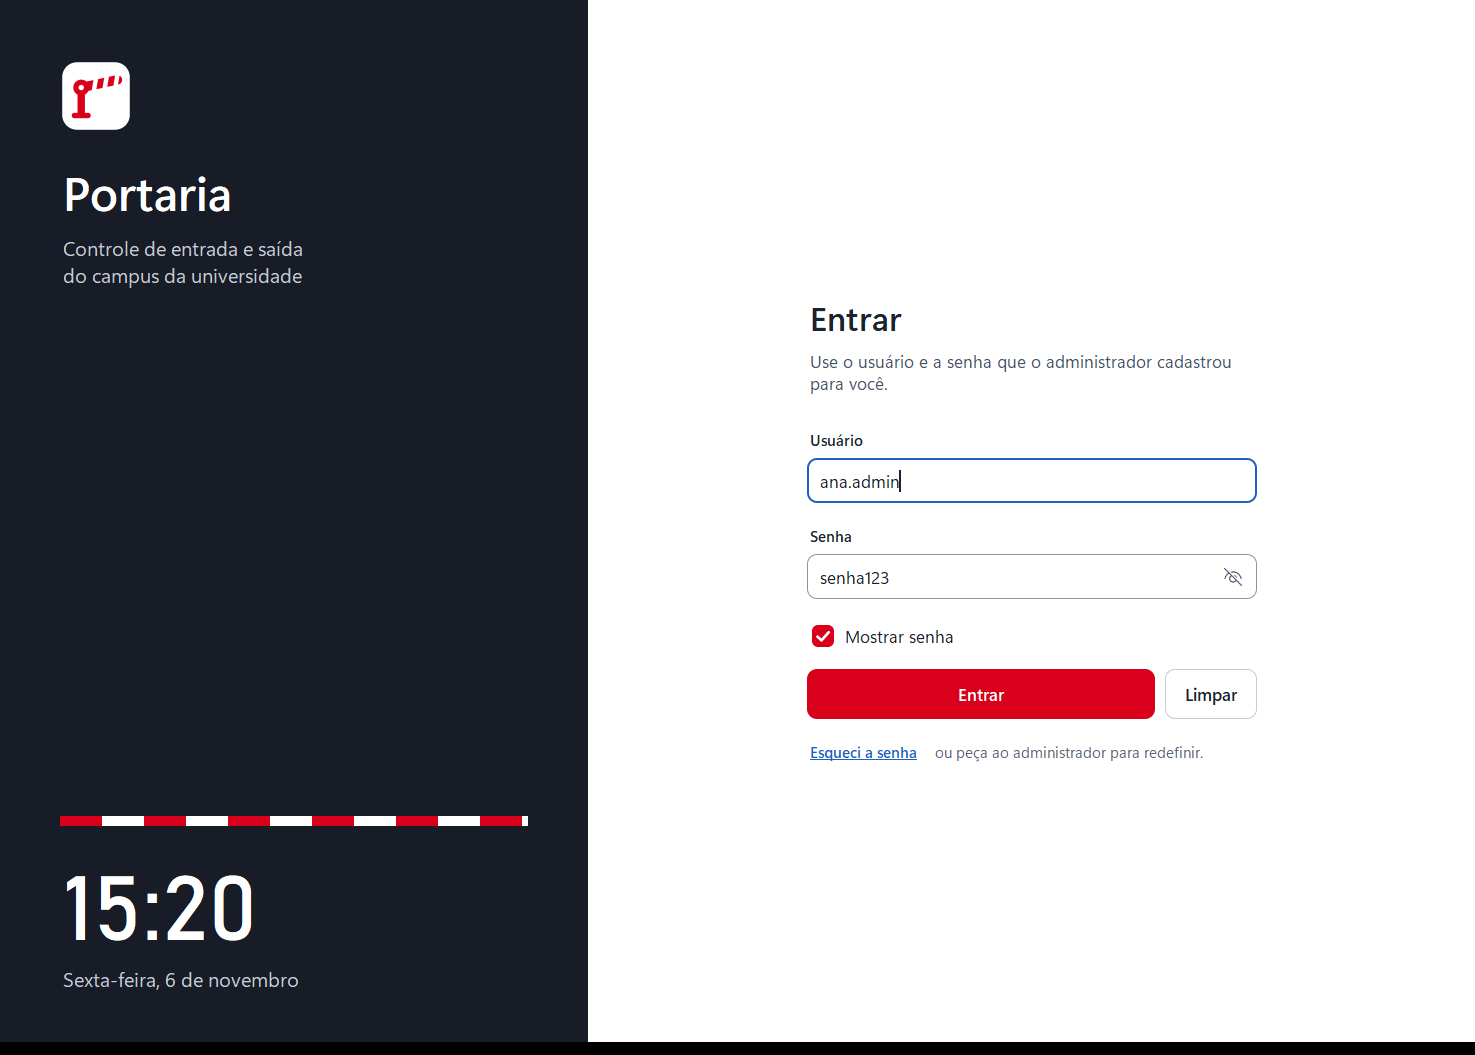 Portaria
Controle de entrada e saída
do campus da universidade
15:20
Sexta-feira, 6 de novembro
Entrar
Use o usuário e a senha que o administrador cadastrou
para você.
Usuário
ana.admin
Senha
senha123
Mostrar senha
Entrar
Limpar
Esqueci a senha ou peça ao administrador para redefinir.